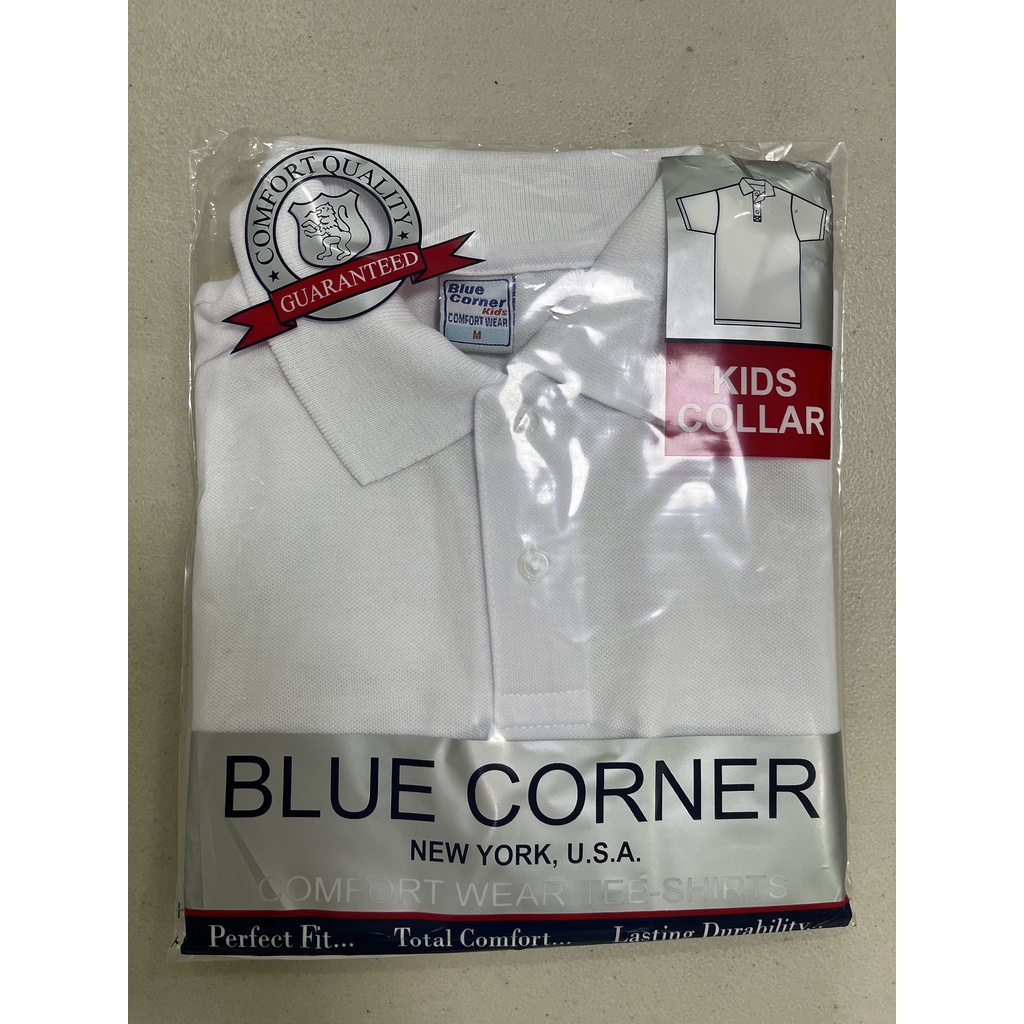 COMFORT QUALITY
GUARANTEED
Blue
Corner
Kids
COMFORT WEAR
M
KIDS
COLLAR
BLUE CORNER
NEW YORK, U.S.A.
COMFORT WEAR TEE-SHIRTS
Perfect Fit... Total Comfort... Lasting Durability...